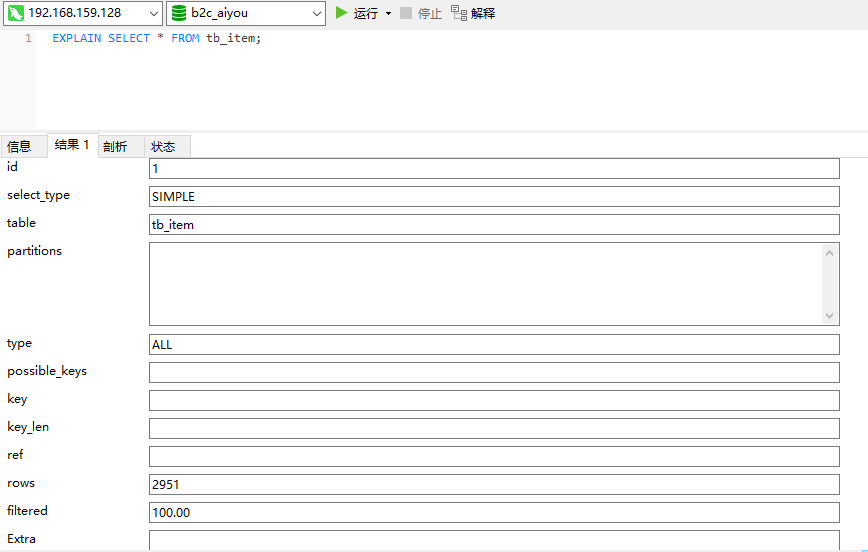 192.168.159.128 b2c_aiyou 运行 停止 解释
1 EXPLAIN SELECT * FROM tb_item;
信息 结果 1 剖析 状态
id 1
select_type SIMPLE
table tb_item
partitions
type ALL
possible_keys
key
key_len
ref
rows 2951
filtered 100.00
Extra